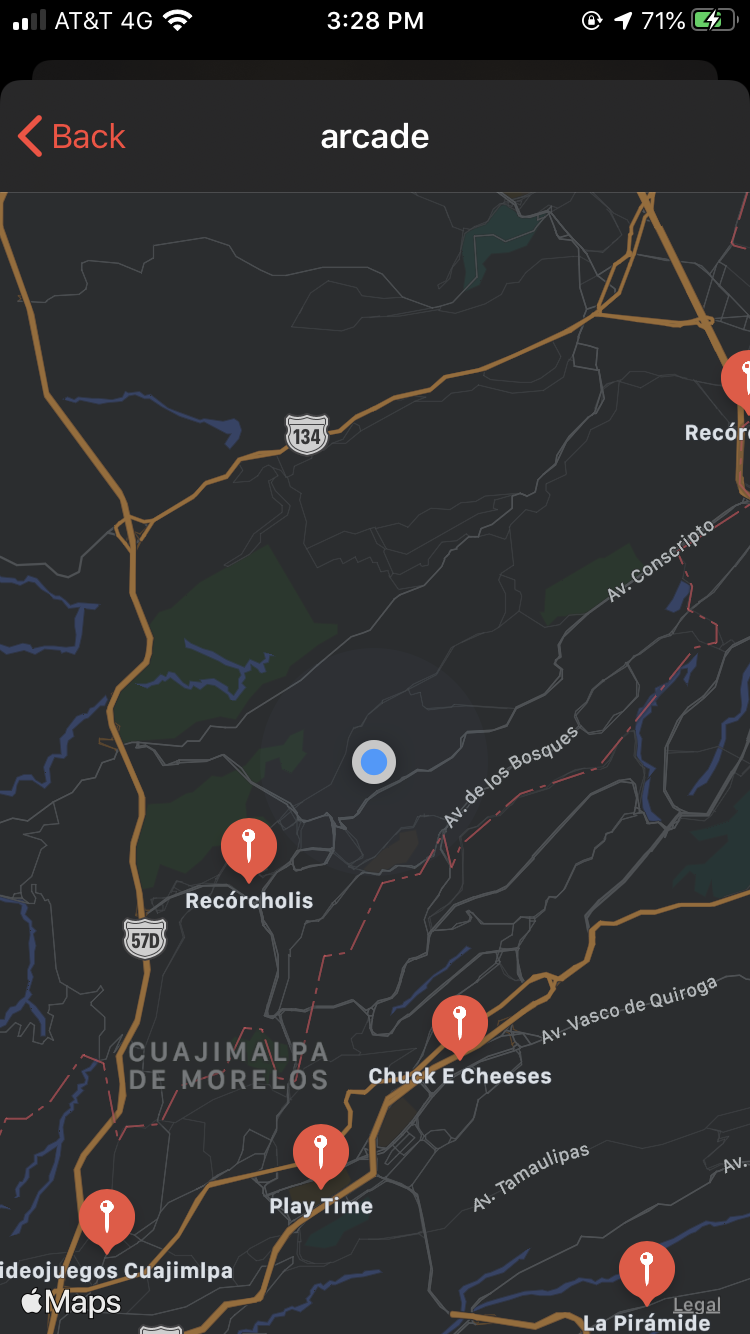 AT&T 4G 3:28 PM 71%
Back arcade
134
Recór
Av. Conscripto
Av. de los Bosques
Recórcholis
57D
Av. Vasco de Quiroga
CUAJIMALPA
DE MORELOS
Chuck E Cheeses
Av. Tamaulipas
Av.
Play Time
ideojuegos Cuajimlpa
Maps
Legal
La Pirámide